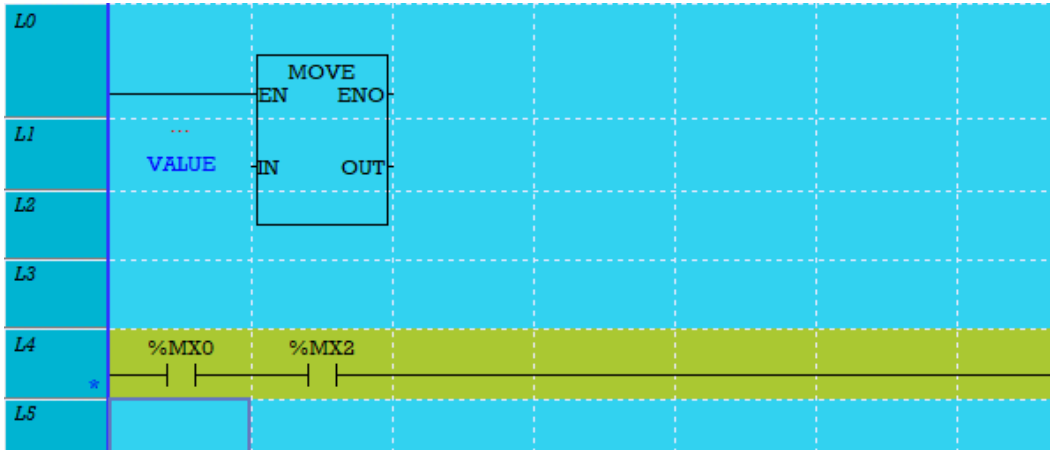 L0
MOVE
EN ENO
L1
...
VALUE IN OUT
L2
L3
L4
%MX0 %MX2
*
L5